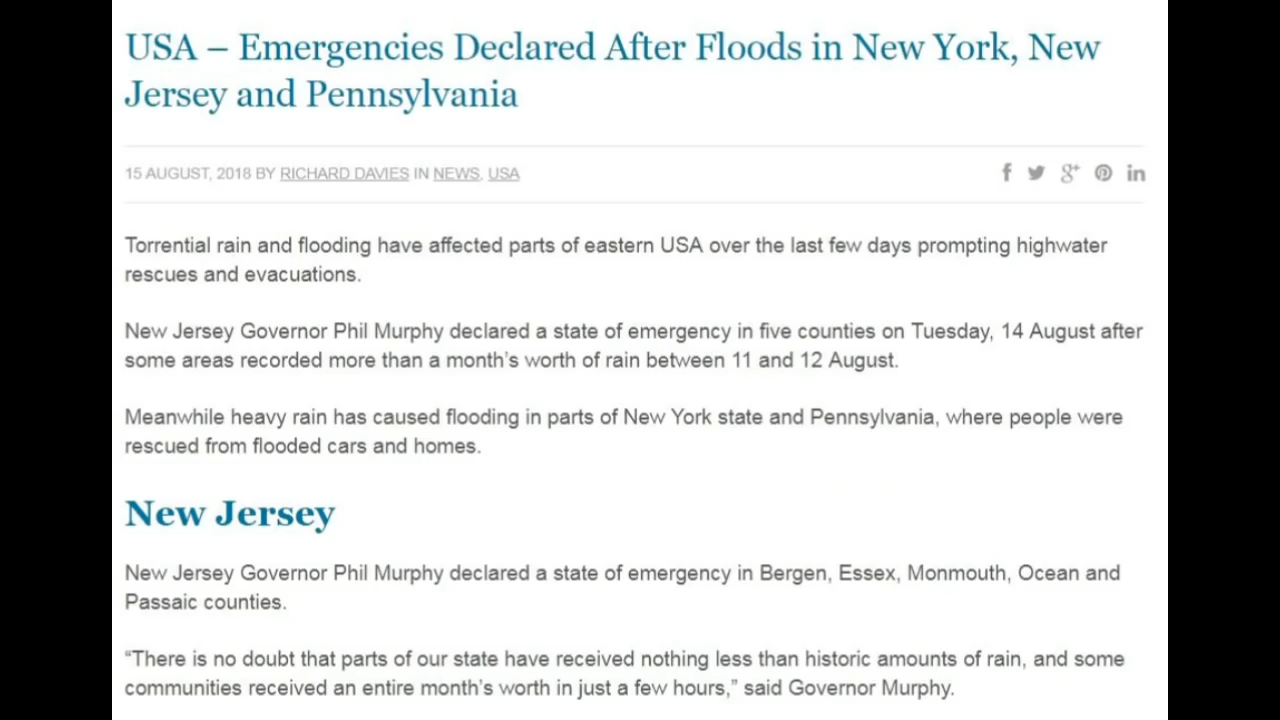 USA – Emergencies Declared After Floods in New York, New
Jersey and Pennsylvania
15 AUGUST, 2018 BY RICHARD DAVIES IN NEWS, USA
Torrential rain and flooding have affected parts of eastern USA over the last few days prompting highwater
rescues and evacuations.
New Jersey Governor Phil Murphy declared a state of emergency in five counties on Tuesday, 14 August after
some areas recorded more than a month's worth of rain between 11 and 12 August.
Meanwhile heavy rain has caused flooding in parts of New York state and Pennsylvania, where people were
rescued from flooded cars and homes.
New Jersey
New Jersey Governor Phil Murphy declared a state of emergency in Bergen, Essex, Monmouth, Ocean and
Passaic counties.
“There is no doubt that parts of our state have received nothing less than historic amounts of rain, and some
communities received an entire month's worth in just a few hours,” said Governor Murphy.